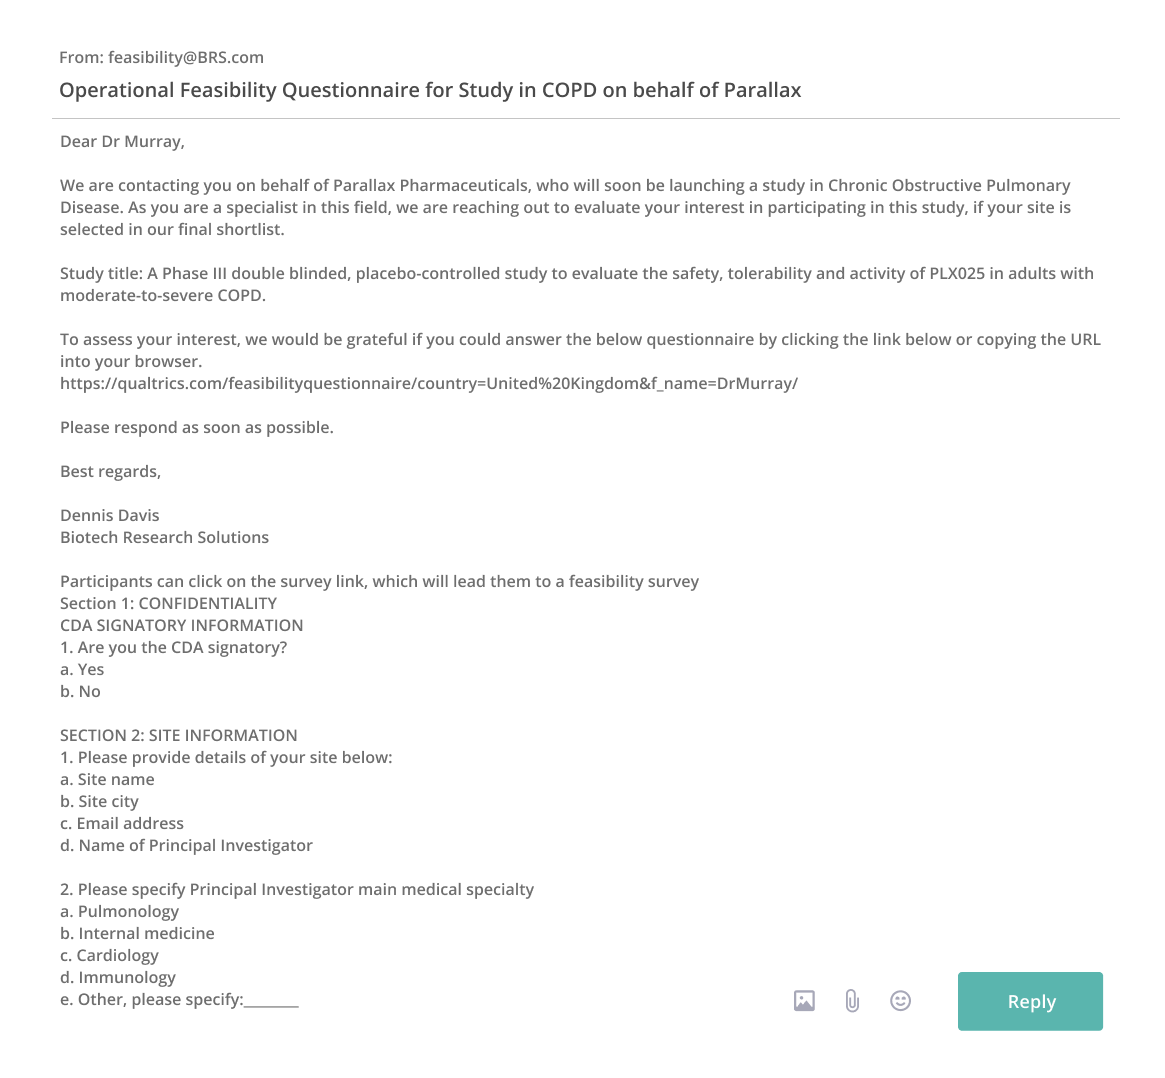 From: feasibility@BRS.com
Operational Feasibility Questionnaire for Study in COPD on behalf of Parallax
Dear Dr Murray,
We are contacting you on behalf of Parallax Pharmaceuticals, who will soon be launching a study in Chronic Obstructive Pulmonary
Disease. As you are a specialist in this field, we are reaching out to evaluate your interest in participating in this study, if your site is
selected in our final shortlist.
Study title: A Phase III double blinded, placebo-controlled study to evaluate the safety, tolerability and activity of PLX025 in adults with
moderate-to-severe COPD.
To assess your interest, we would be grateful if you could answer the below questionnaire by clicking the link below or copying the URL
into your browser.
https://qualtrics.com/feasibilityquestionnaire/country=United%20Kingdom&f_name=DrMurray/
Please respond as soon as possible.
Best regards,
Dennis Davis
Biotech Research Solutions
Participants can click on the survey link, which will lead them to a feasibility survey
Section 1: CONFIDENTIALITY
CDA SIGNATORY INFORMATION
1. Are you the CDA signatory?
a. Yes
b. No
SECTION 2: SITE INFORMATION
1. Please provide details of your site below:
a. Site name
b. Site city
c. Email address
d. Name of Principal Investigator
2. Please specify Principal Investigator main medical specialty
a. Pulmonology
b. Internal medicine
c. Cardiology
d. Immunology
e. Other, please specify:_______
Reply